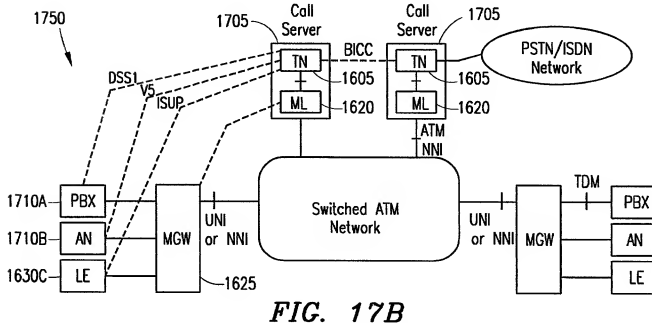 1750
1705
Call
Server
Call
Server
1705
DSS1
V5
ISUP
TN
BICC
TN
1605
1605
PSTN/ISDN
Network
ML
1620
ML
1620
ATM
NNI
1710A
PBX
1710B
AN
1630C
LE
MGW
1625
UNI
or NNI
Switched ATM
Network
UNI
or NNI
MGW
TDM
PBX
AN
LE
FIG. 17B